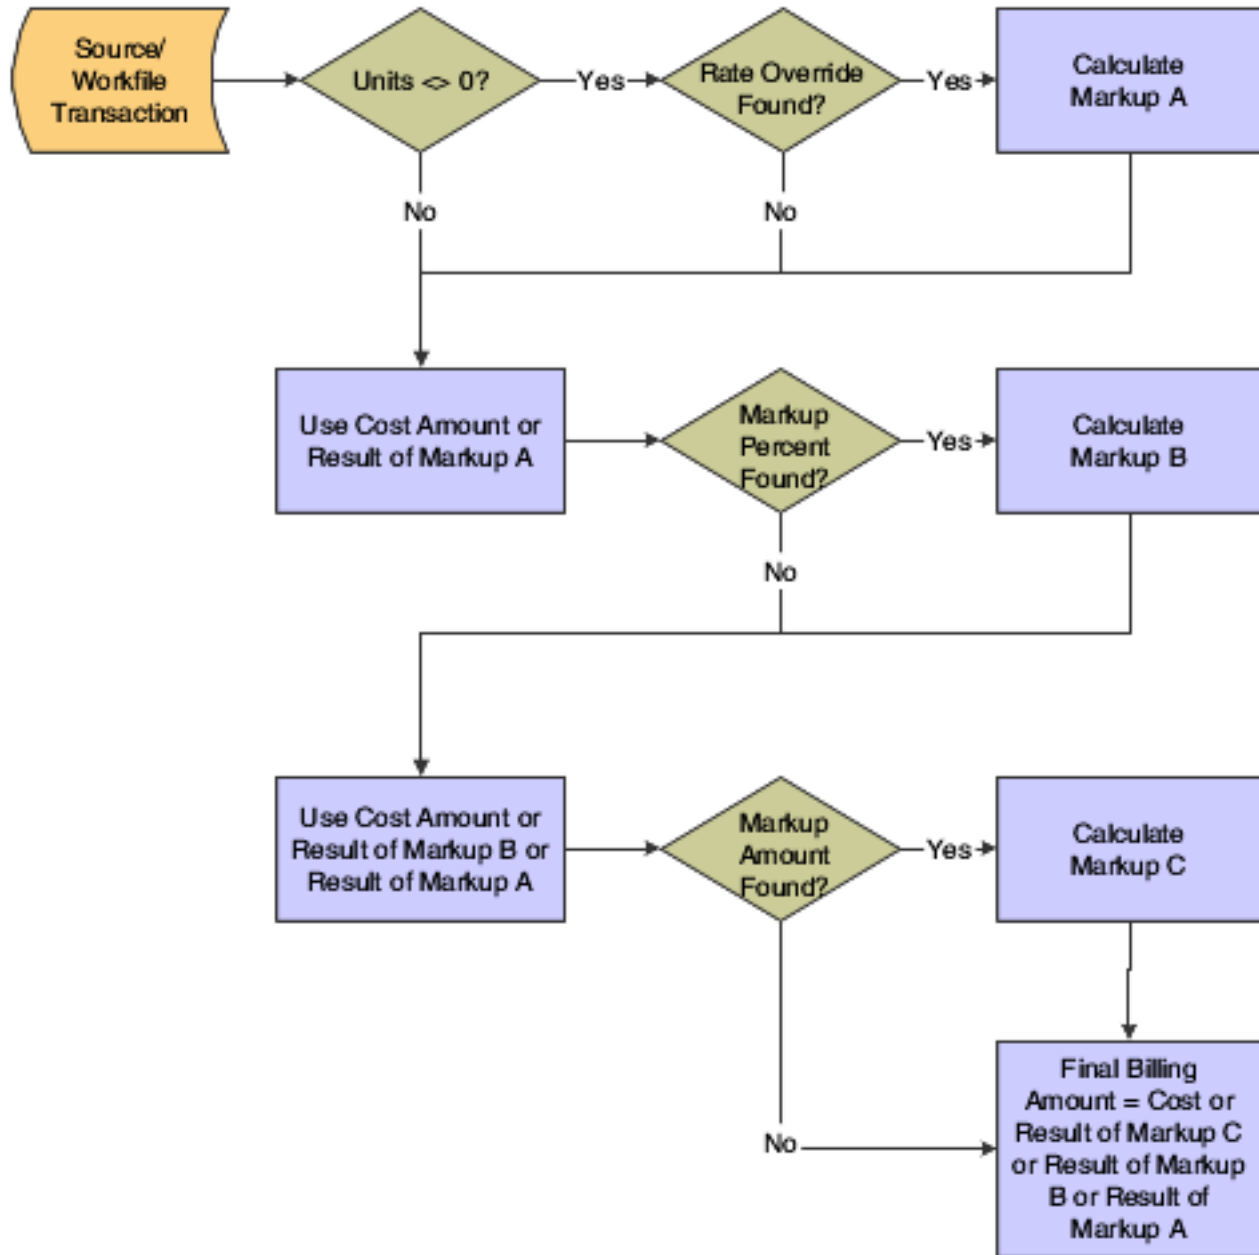 Source/
Workfile
Transaction
Units <> 0?
Yes
Rate Override
Found?
Yes
Calculate
Markup A
No
No
Use Cost Amount or
Result of Markup A
Markup
Percent
Found?
Yes
Calculate
Markup B
No
Use Cost Amount or
Result of Markup B or
Result of Markup A
Markup
Amount
Found?
Yes
Calculate
Markup C
No
Final Billing
Amount = Cost or
Result of Markup C
or Result of Markup
B or Result of
Markup A